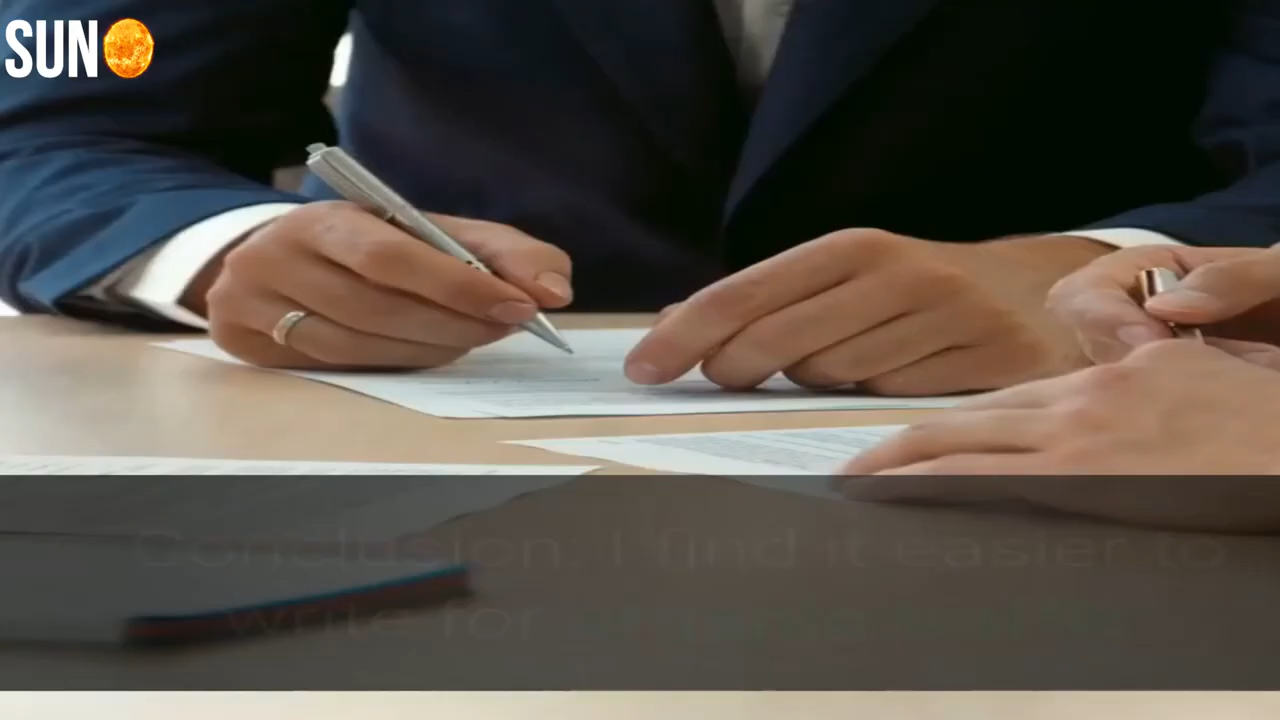 SUN
Conclusion, I find it easier to
write for